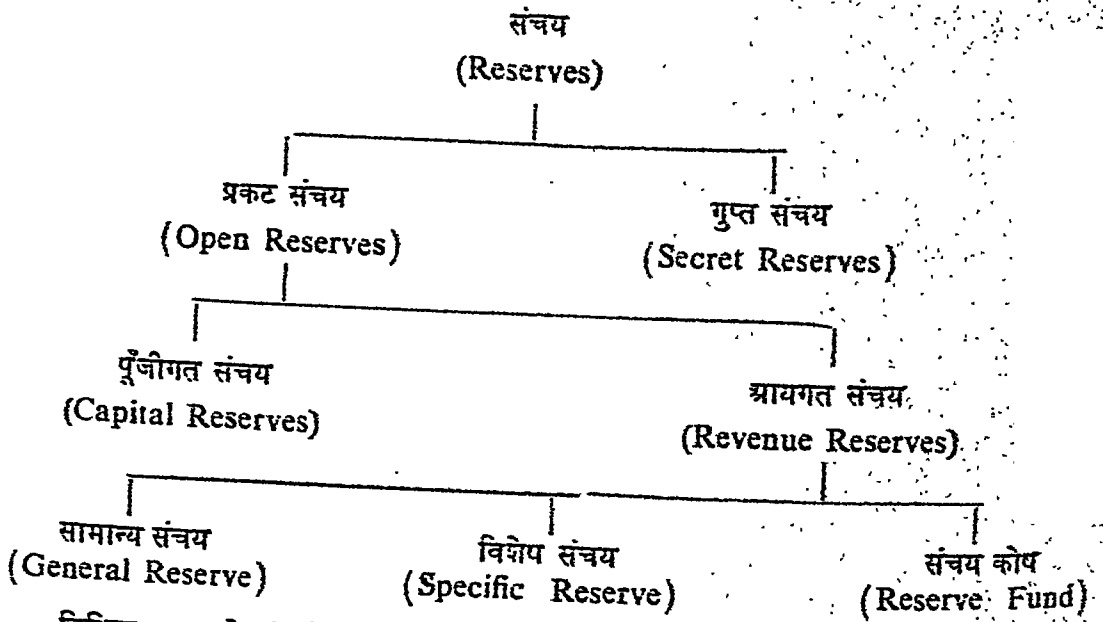 संचय
(Reserves)
प्रकट संचय
(Open Reserves)
गुप्त संचय
(Secret Reserves)
पूँजीगत संचय
(Capital Reserves)
आयगत संचय
(Revenue Reserves)
सामान्य संचय
(General Reserve)
विशेष संचय
(Specific Reserve)
संचय कोष
(Reserve Fund)